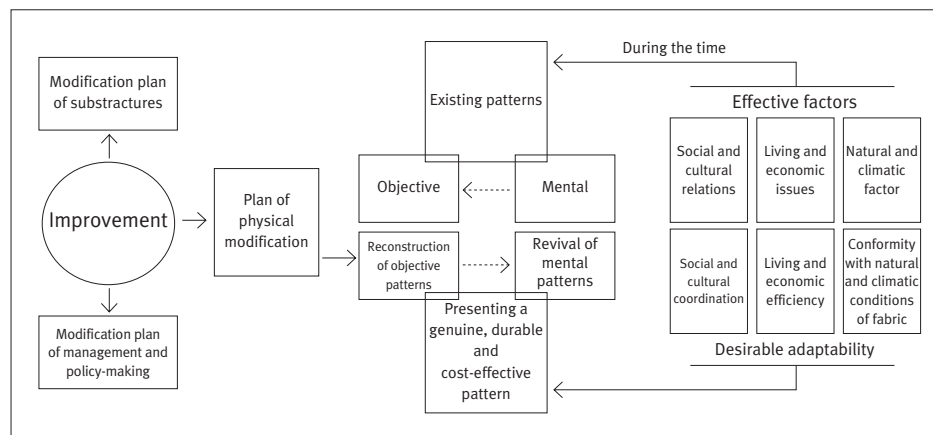 Modification plan
of substractures
Improvement
Modification plan
of management and
policy-making
Plan of
physical
modification
Existing patterns
Objective
Mental
Reconstruction
of objective
patterns
Revival of
mental
patterns
Presenting a
genuine, durable
and
cost-effective
pattern
During the time
Effective factors
Social and
cultural
relations
Living and
economic
issues
Natural and
climatic
factor
Social and
cultural
coordination
Living and
economic
efficiency
Conformity
with natural
and climatic
conditions
of fabric
Desirable adaptability